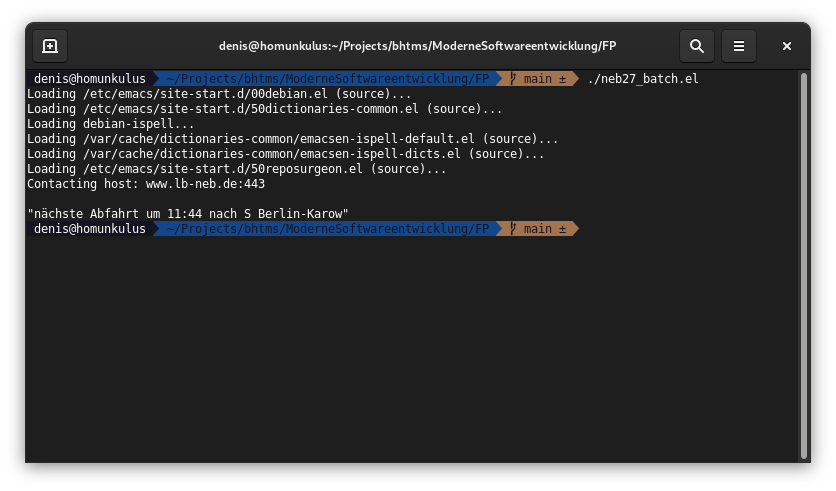 denis@homunkulus:~/Projects/bhtms/ModerneSoftwareentwicklung/FP
denis@homunkulus ~/Projects/bhtms/ModerneSoftwareentwicklung/FP main ± ./neb27_batch.el
Loading /etc/emacs/site-start.d/00debian.el (source)...
Loading /etc/emacs/site-start.d/50dictionaries-common.el (source)...
Loading debian-ispell...
Loading /var/cache/dictionaries-common/emacsen-ispell-default.el (source)...
Loading /var/cache/dictionaries-common/emacsen-ispell-dicts.el (source)...
Loading /etc/emacs/site-start.d/50reposurgeon.el (source)...
Contacting host: www.lb-neb.de:443
"nächste Abfahrt um 11:44 nach S Berlin-Karow"
denis@homunkulus ~/Projects/bhtms/ModerneSoftwareentwicklung/FP main ±